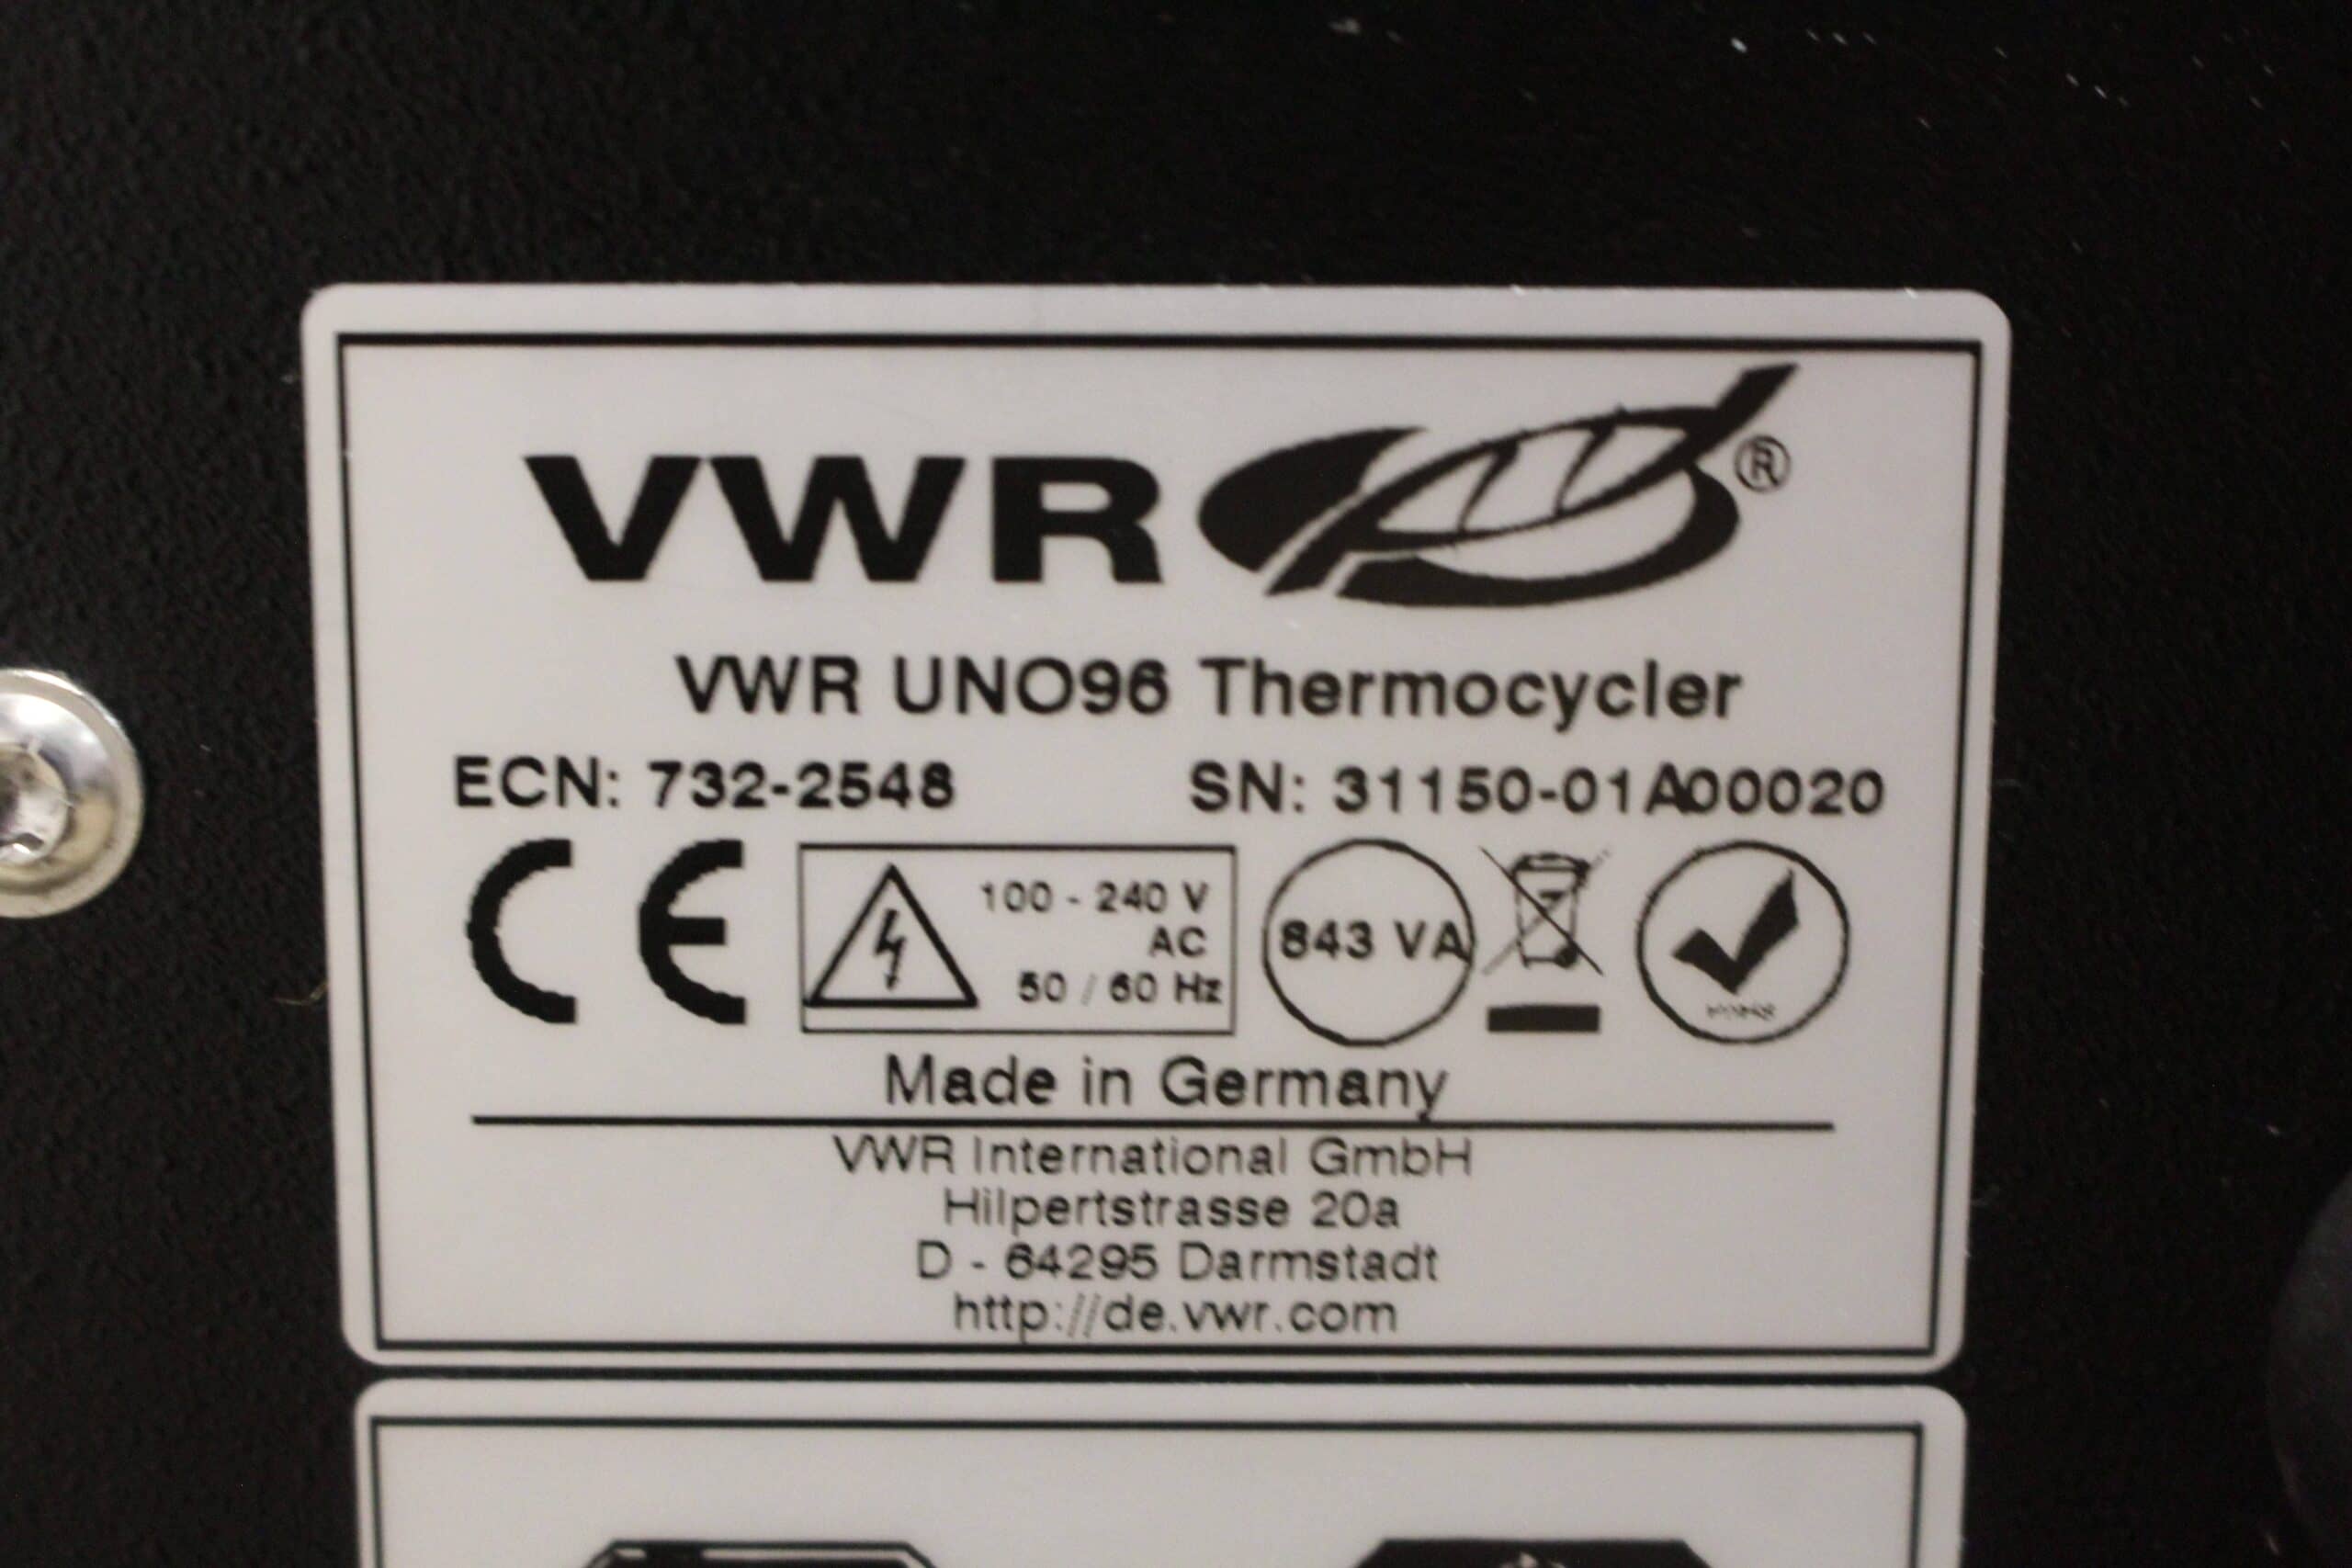 VWR ®
VWR UNO96 Thermocycler
ECN: 732-2548 SN: 31150-01A00020
CE
100 - 240 V
AC
50 / 60 Hz
843 VA
Made in Germany
VWR International GmbH
Hilpertstrasse 20a
D - 64295 Darmstadt
http://de.vwr.com